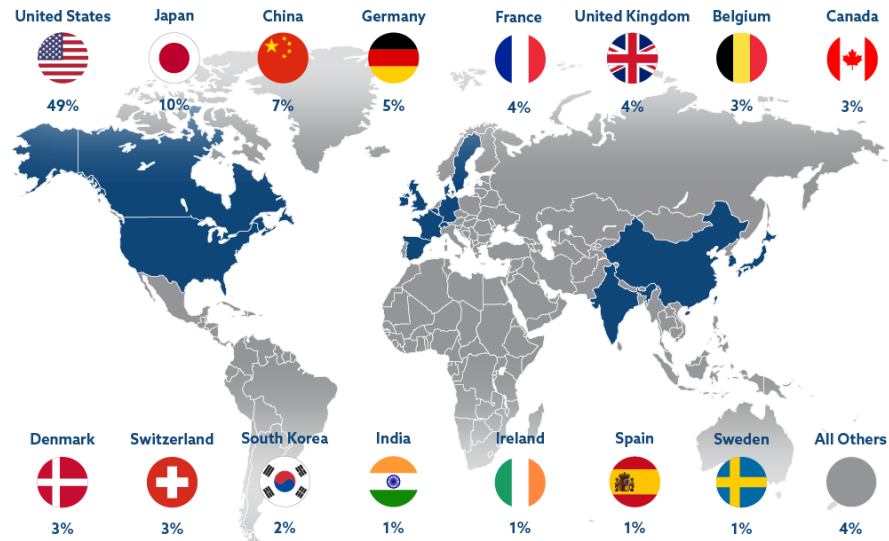 United States
Japan
China
Germany
France
United Kingdom
Belgium
Canada
49%
10%
7%
5%
4%
4%
3%
3%
Denmark
Switzerland
South Korea
India
Ireland
Spain
Sweden
All Others
3%
3%
2%
1%
1%
1%
1%
4%